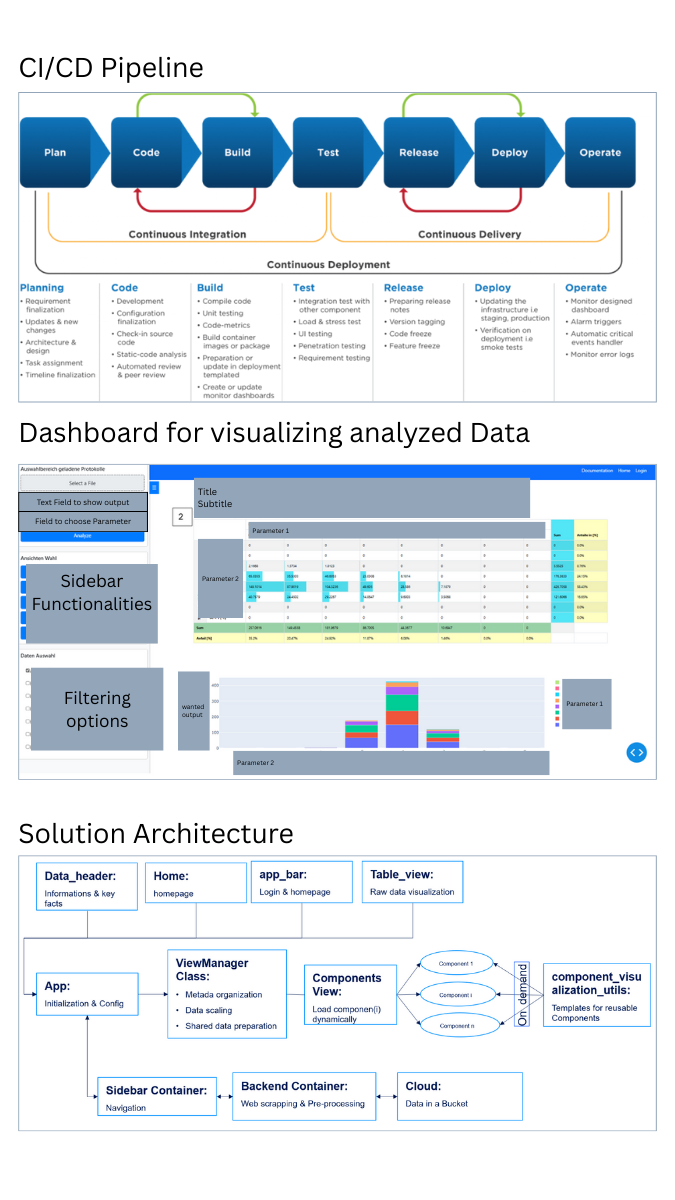 CI/CD Pipeline
Plan
Code
Build
Test
Release
Deploy
Operate
Continuous Integration
Continuous Delivery
Continuous Deployment
Planning
• Requirement
finalization
• Updates & new
changes
• Architecture &
design
• Task assignment
• Timeline finalization
Code
• Development
• Configuration
finalization
• Check-in source
code
• Static-code analysis
• Automated review
& peer review
Build
• Compile code
• Unit testing
• Code-metrics
• Build container
images or package
• Preparation or
update in deployment
templated
• Create or update
monitor dashboards
Test
• Integration test with
other component
• Load & stress test
• UI testing
• Penetration testing
• Requirement testing
Release
• Preparing release
notes
• Version tagging
• Code freeze
• Feature freeze
Deploy
• Updating the
infrastructure i.e
staging, production
• Verification on
deployment i.e
smoke tests
Operate
• Monitor designed
dashboard
• Alarm triggers
• Automatic critical
events handler
• Monitor error logs
Dashboard for visualizing analyzed Data
Auswahlbereich geladene Protokolle
Select a File
Text Field to show output
Field to choose Parameter
Analyze
Ansichten Wahl
Sidebar
Functionalities
Daten Auswahl
Filtering
options
Documentation Home Login
Title
Subtitle
2
Parameter 1
Parameter 2
Sum
Anteil [%]
wanted
output
400
300
200
100
0
Parameter 1
Parameter 2
Solution Architecture
Data_header:
Informations & key
facts
Home:
homepage
app_bar:
Login & homepage
Table_view:
Raw data visualization
App:
Initialization & Config
ViewManager
Class:
• Metada organization
• Data scaling
• Shared data preparation
Components
View:
Load componen(i)
dynamically
Component 1
Component i
Component n
On demand
component_visu
alization_utils:
Templates for reusable
Components
Sidebar Container:
Navigation
Backend Container:
Web scrapping & Pre-processing
Cloud:
Data in a Bucket